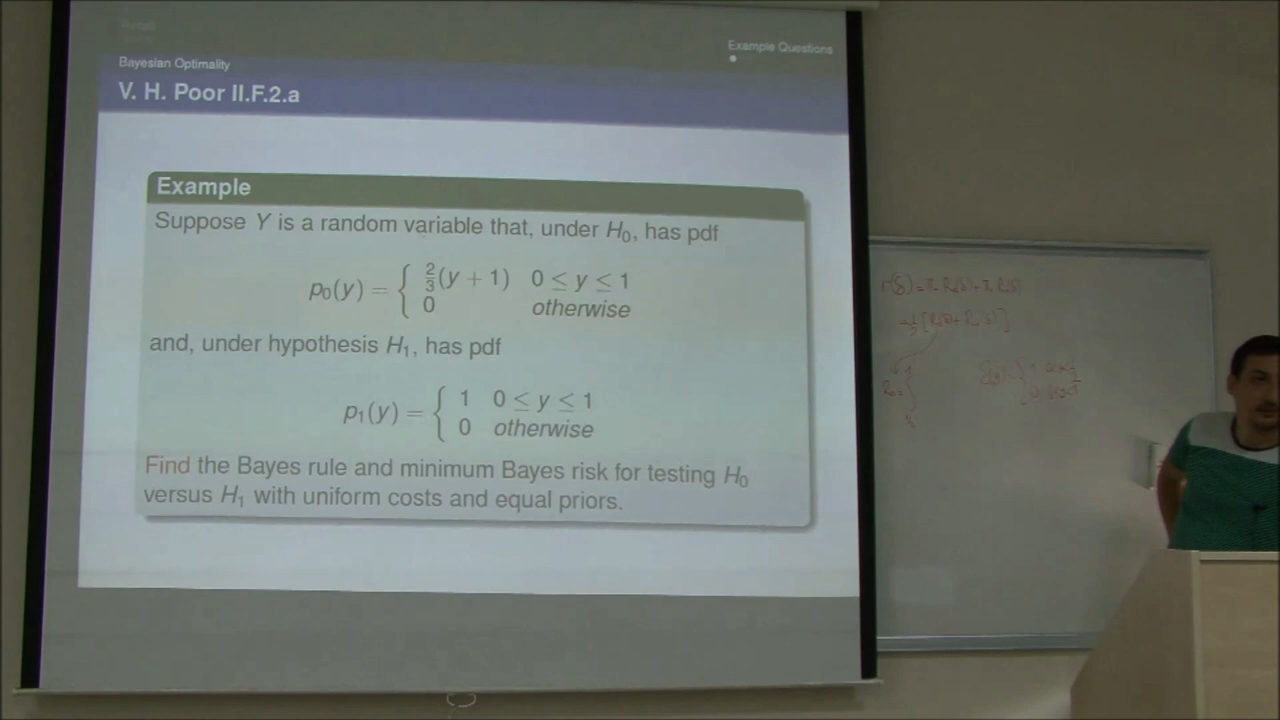 Example Questions
Bayesian Optimality
V. H. Poor II.F.2.a
Example
Suppose Y is a random variable that, under H₀, has pdf
p₀(y) = { 2/3(y + 1) 0 ≤ y ≤ 1
0 otherwise
and, under hypothesis H₁, has pdf
p₁(y) = { 1 0 ≤ y ≤ 1
0 otherwise
Find the Bayes rule and minimum Bayes risk for testing H₀
versus H₁ with uniform costs and equal priors.